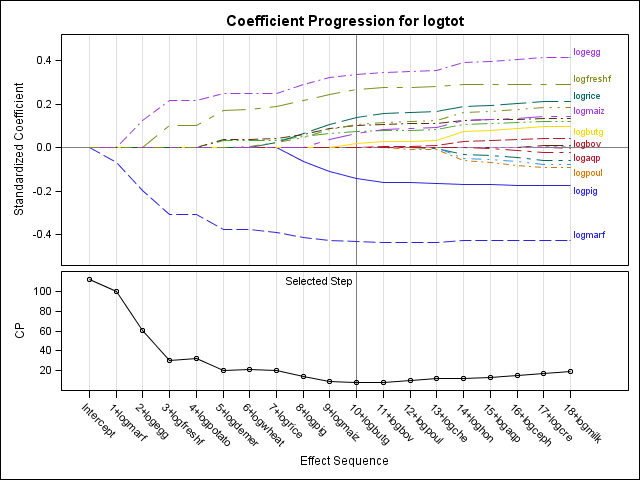 Coefficient Progression for logtot
Standardized Coefficient
0.4
0.2
0.0
-0.2
-0.4
logegg
logfreshf
logrice
logmaiz
logbutg
logbov
logaqp
logpoul
logpig
logmarf
Selected Step
CP
100
80
60
40
20
Intercept
1+logmarf
2+logegg
3+logfreshf
4+logpotato
5+logdemer
6+logwheat
7+logrice
8+logpig
9+logmaiz
10+logbutg
11+logbov
12+logpoul
13+logche
14+loghon
15+logaqp
16+logceph
17+logcre
18+logmilk
Effect Sequence